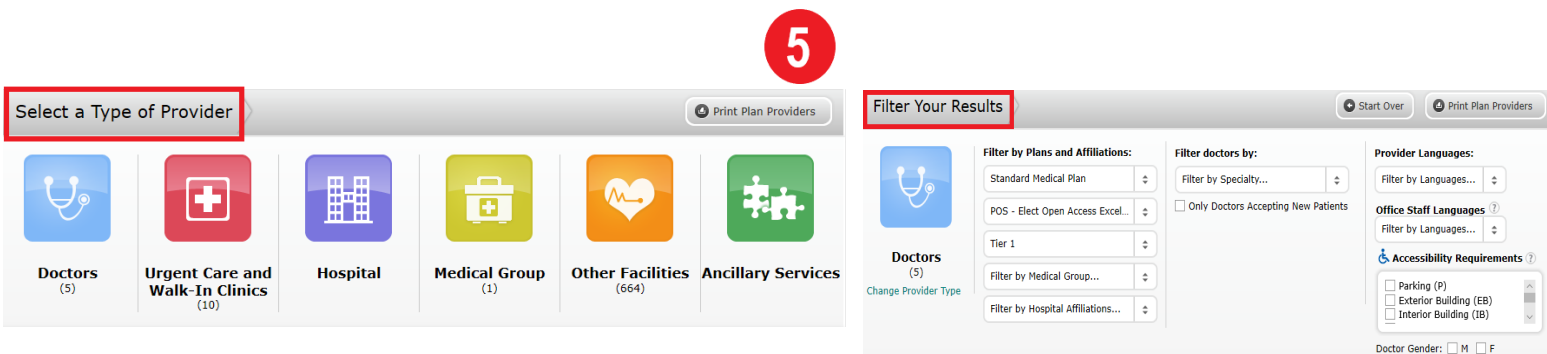 5
Select a Type of Provider
Print Plan Providers
Doctors
(5)
Urgent Care and
Walk-In Clinics
(10)
Hospital
Medical Group
(1)
Other Facilities
(664)
Ancillary Services
Filter Your Results
Start Over
Print Plan Providers
Doctors
(5)
Change Provider Type
Filter by Plans and Affiliations:
Standard Medical Plan
POS - Elect Open Access Excel...
Tier 1
Filter by Medical Group...
Filter by Hospital Affiliations...
Filter doctors by:
Filter by Specialty...
Only Doctors Accepting New Patients
Provider Languages:
Filter by Languages...
Office Staff Languages ?
Filter by Languages...
Accessibility Requirements ?
Parking (P)
Exterior Building (EB)
Interior Building (IB)
Doctor Gender: M F